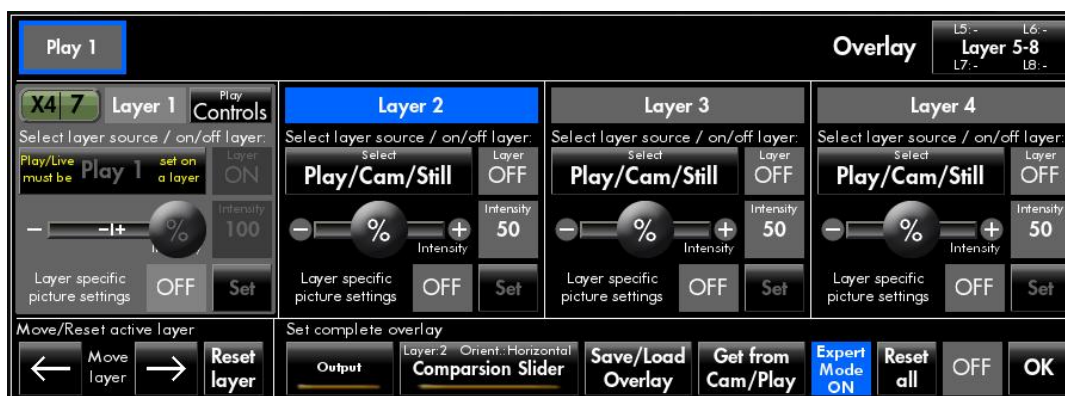 Play 1
Overlay
L5:- L6:-
Layer 5-8
L7:- L8:-
X4 7
Layer 1
Play
Controls
Layer 2
Layer 3
Layer 4
Select layer source / on/off layer:
Select layer source / on/off layer:
Select layer source / on/off layer:
Select layer source / on/off layer:
Play/Live
must be
Play 1
set on
a layer
Layer
ON
Select
Play/Cam/Still
Layer
OFF
Select
Play/Cam/Still
Layer
OFF
Select
Play/Cam/Still
Layer
OFF
− −I+ %
Intensity
100
− % +
Intensity
Intensity
50
− % +
Intensity
Intensity
50
− % +
Intensity
Intensity
50
Layer specific
picture settings
OFF
Set
Layer specific
picture settings
OFF
Set
Layer specific
picture settings
OFF
Set
Layer specific
picture settings
OFF
Set
Move/Reset active layer
Set complete overlay
←
Move
layer
→
Reset
layer
Output
Layer:2 Orient.:Horizontal
Comparsion Slider
Save/Load
Overlay
Get from
Cam/Play
Expert
Mode
ON
Reset
all
OFF
OK